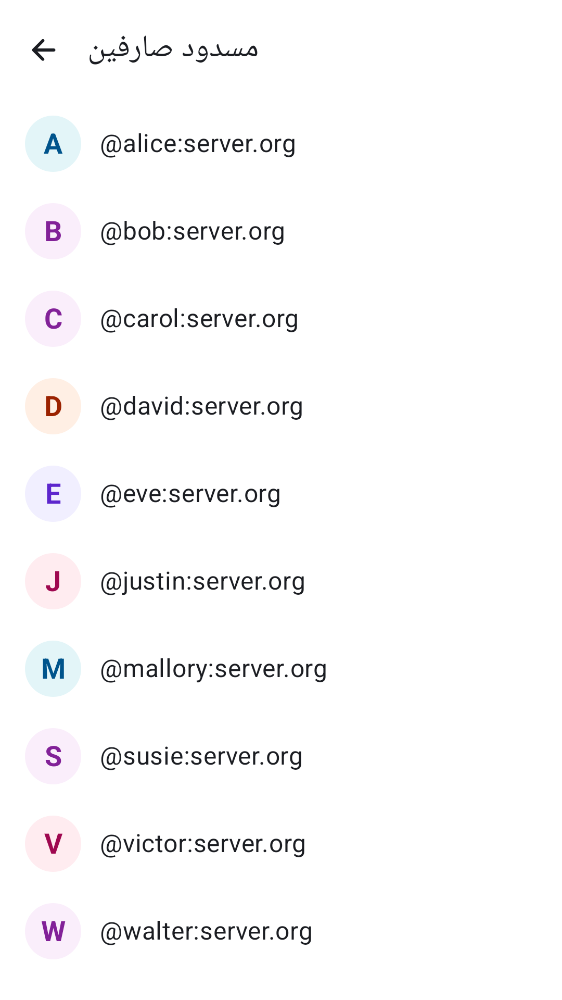 مسدود صارفین
A @alice:server.org
B @bob:server.org
C @carol:server.org
D @david:server.org
E @eve:server.org
J @justin:server.org
M @mallory:server.org
S @susie:server.org
V @victor:server.org
W @walter:server.org